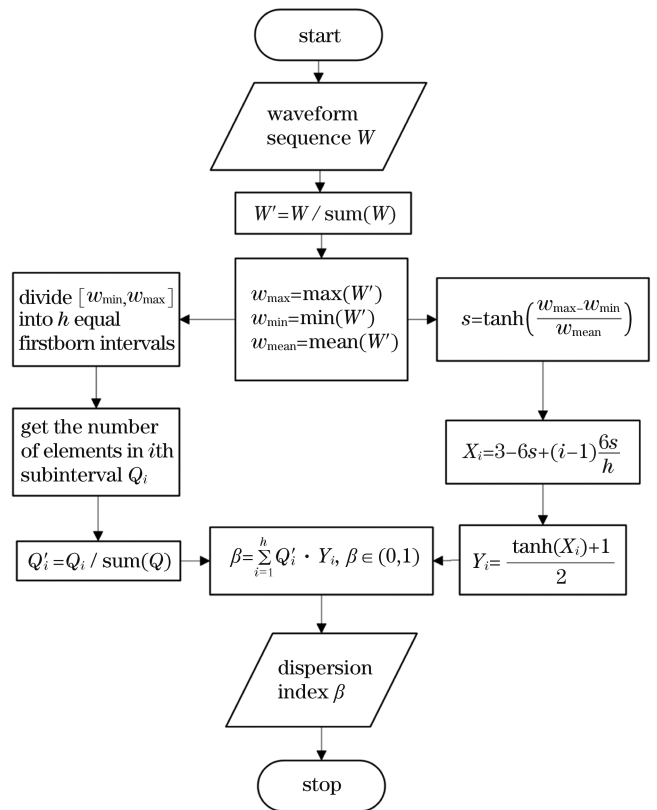 start
waveform
sequence W
W′=W / sum(W)
divide [wmin,wmax]
into h equal
firstborn intervals
wmax=max(W′)
wmin=min(W′)
wmean=mean(W′)
s=tanh(wmax-wmin/wmean)
get the number
of elements in ith
subinterval Qi
Xi=3−6s+(i−1)6s/h
Q′i=Qi / sum(Q)
β=∑hi=1 Q′i · Yi, β∈(0,1)
Yi=tanh(Xi)+1/2
dispersion
index β
stop